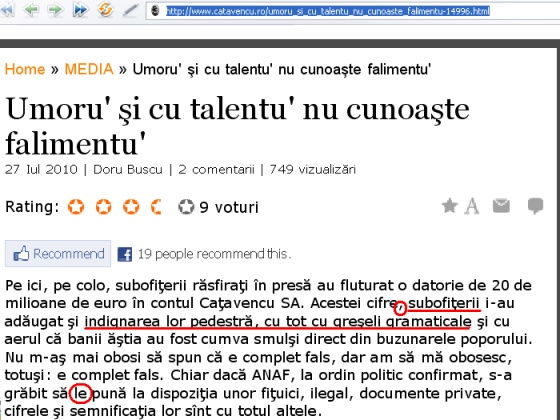 http://www.catavencu.ro/umoru_si_cu_talentu_nu_cunoaste_falimentu-14996.html
Home » MEDIA » Umoru' şi cu talentu' nu cunoaşte falimentu'
Umoru' şi cu talentu' nu cunoaşte
falimentu'
27 Iul 2010 | Doru Buscu | 2 comentarii | 749 vizualizări
Rating: 9 voturi
Recommend 19 people recommend this.
Pe ici, pe colo, subofiţerii răsfiraţi în presă au fluturat o datorie de 20 de
milioane de euro în contul Caţavencu SA. Acestei cifre, subofiţerii i-au
adăugat şi indignarea lor pedestră, cu tot cu greşeli gramaticale şi cu
aerul că banii ăştia au fost cumva smulşi direct din buzunarele poporului.
Nu m-aş mai obosi să spun că e complet fals, dar am să mă obosesc,
totuşi: e complet fals. Chiar dacă ANAF, la ordin politic confirmat, s-a
grăbit să le pună la dispoziţia unor fiţuici, ilegal, documente private,
cifrele şi semnificaţia lor sînt cu totul altele.